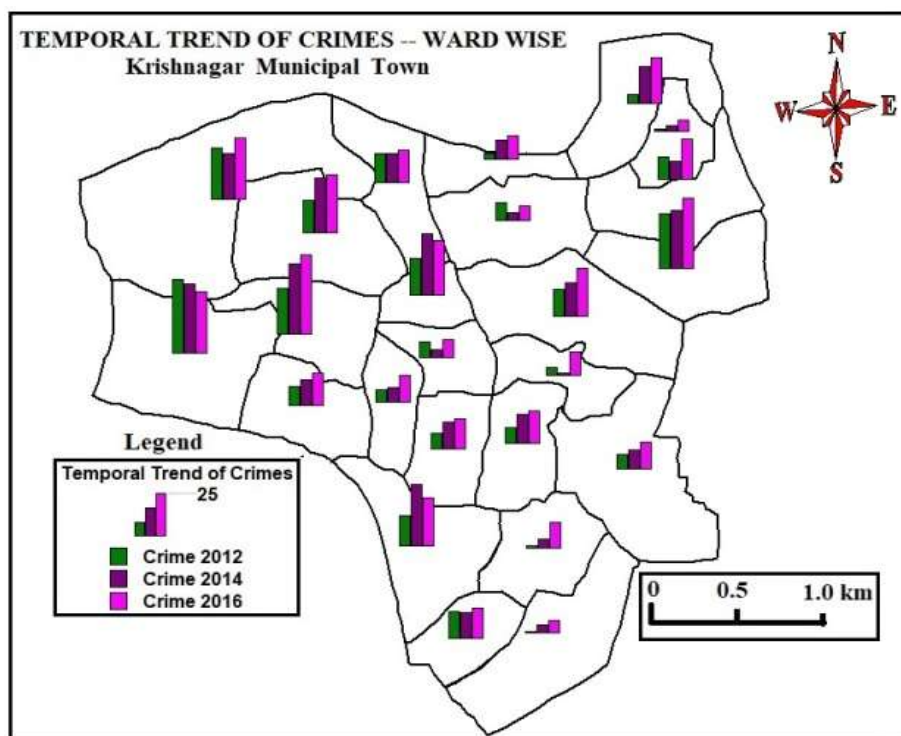 TEMPORAL TREND OF CRIMES -- WARD WISE
Krishnagar Municipal Town
N
W E
S
Legend
Temporal Trend of Crimes
25
Crime 2012
Crime 2014
Crime 2016
0 0.5 1.0 km